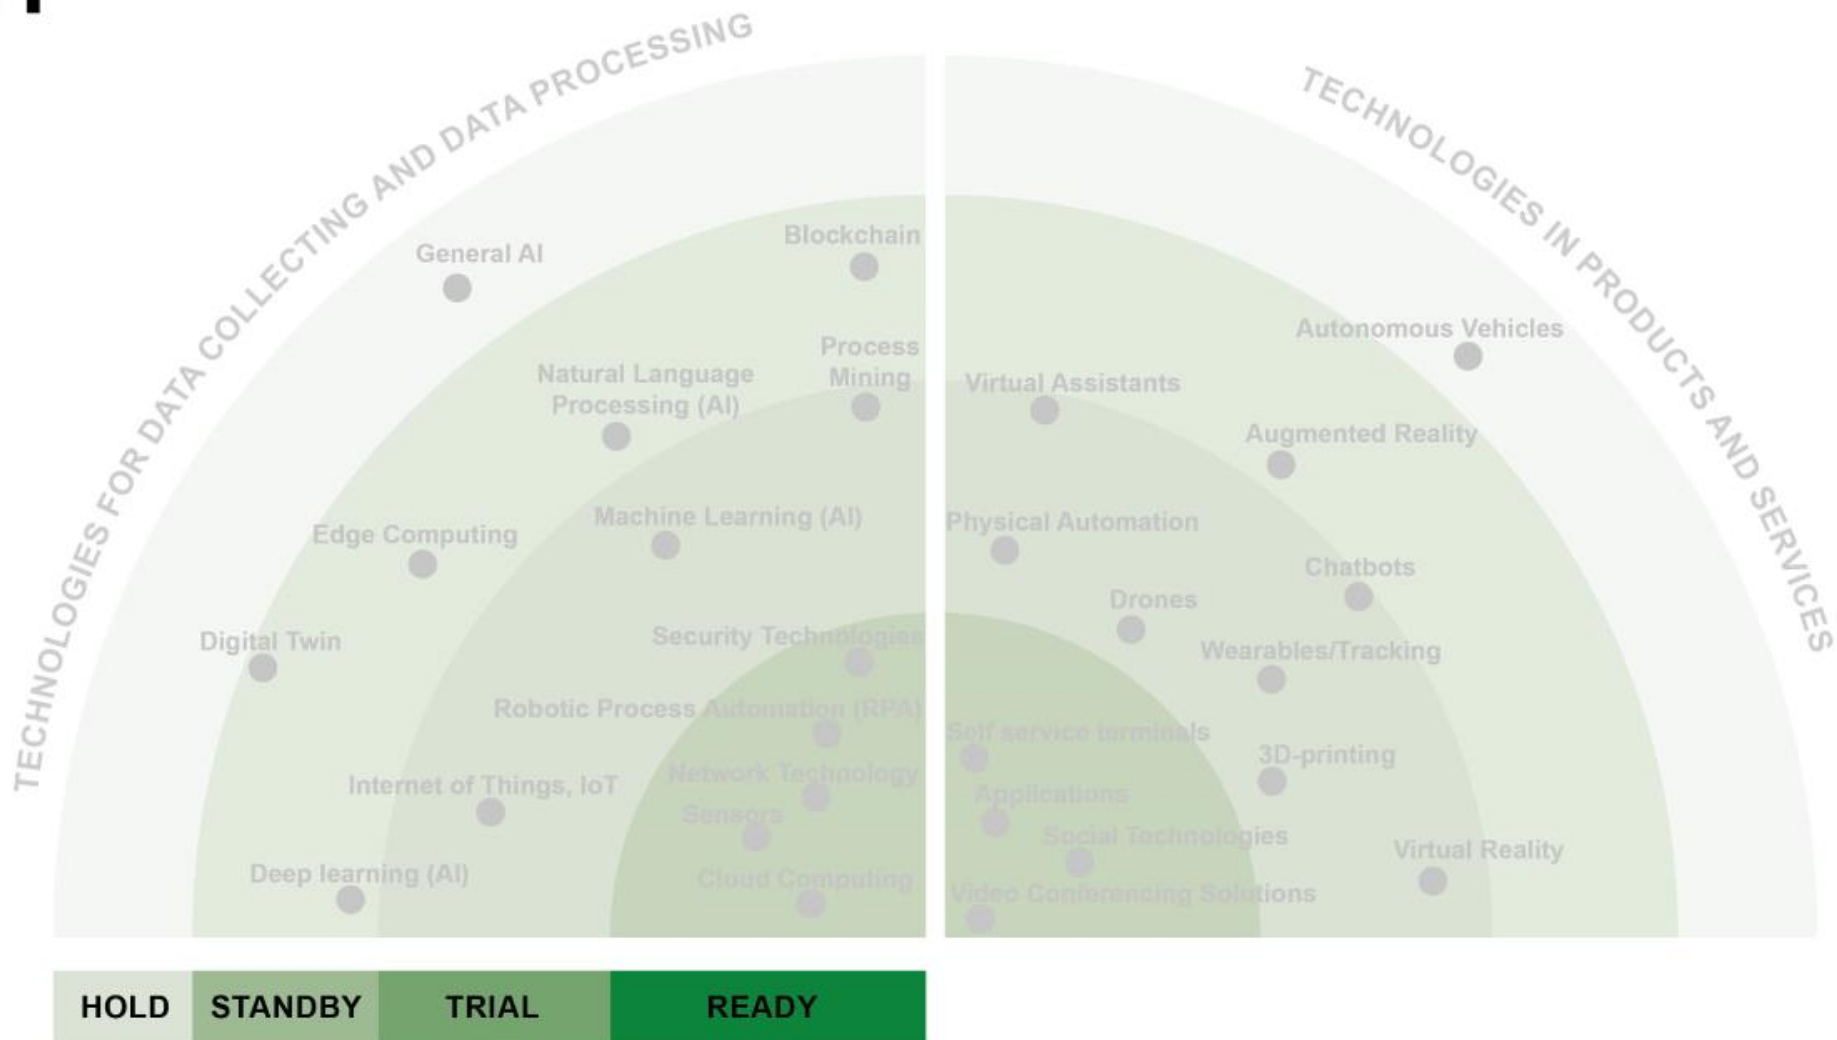 TECHNOLOGIES FOR DATA COLLECTING AND DATA PROCESSING
TECHNOLOGIES IN PRODUCTS AND SERVICES
General AI
Blockchain
Process
Mining
Natural Language
Processing (AI)
Machine Learning (AI)
Edge Computing
Digital Twin
Security Technologies
Robotic Process Automation (RPA)
Internet of Things, IoT
Network Technology
Sensors
Deep learning (AI)
Cloud Computing
Autonomous Vehicles
Virtual Assistants
Augmented Reality
Physical Automation
Chatbots
Drones
Wearables/Tracking
Self service terminals
3D-printing
Applications
Social Technologies
Virtual Reality
Video Conferencing Solutions
HOLD STANDBY TRIAL READY